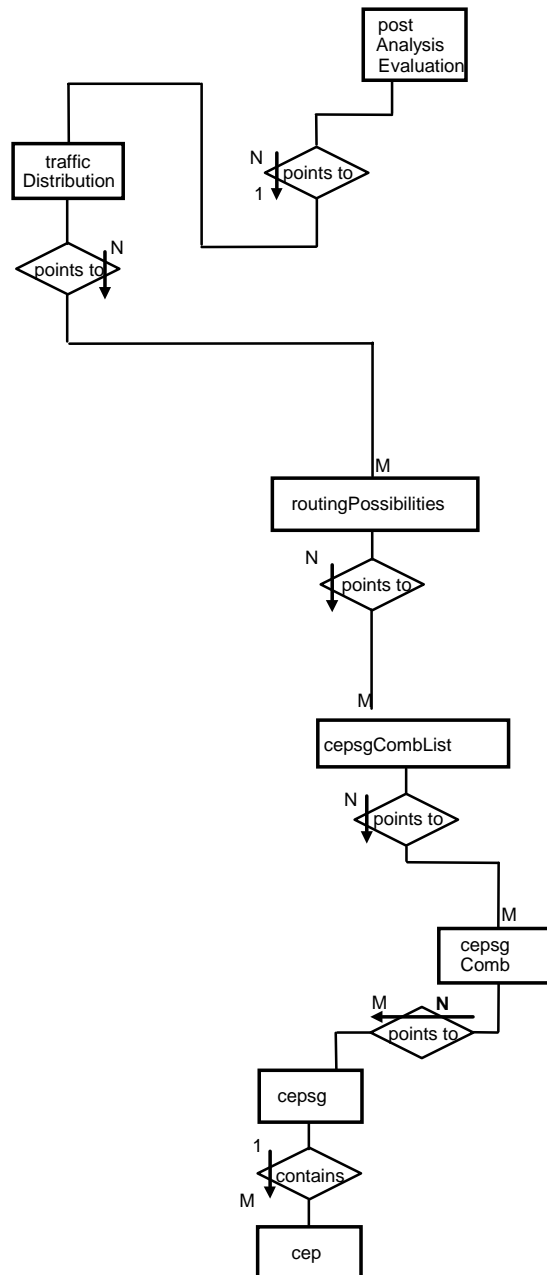 post
Analysis
Evaluation
N
points to
1
traffic
Distribution
N
points to
M
routingPossibilities
N
points to
M
cepsgCombList
N
points to
M
cepsg
Comb
M
N
points to
cepsg
1
contains
M
cep